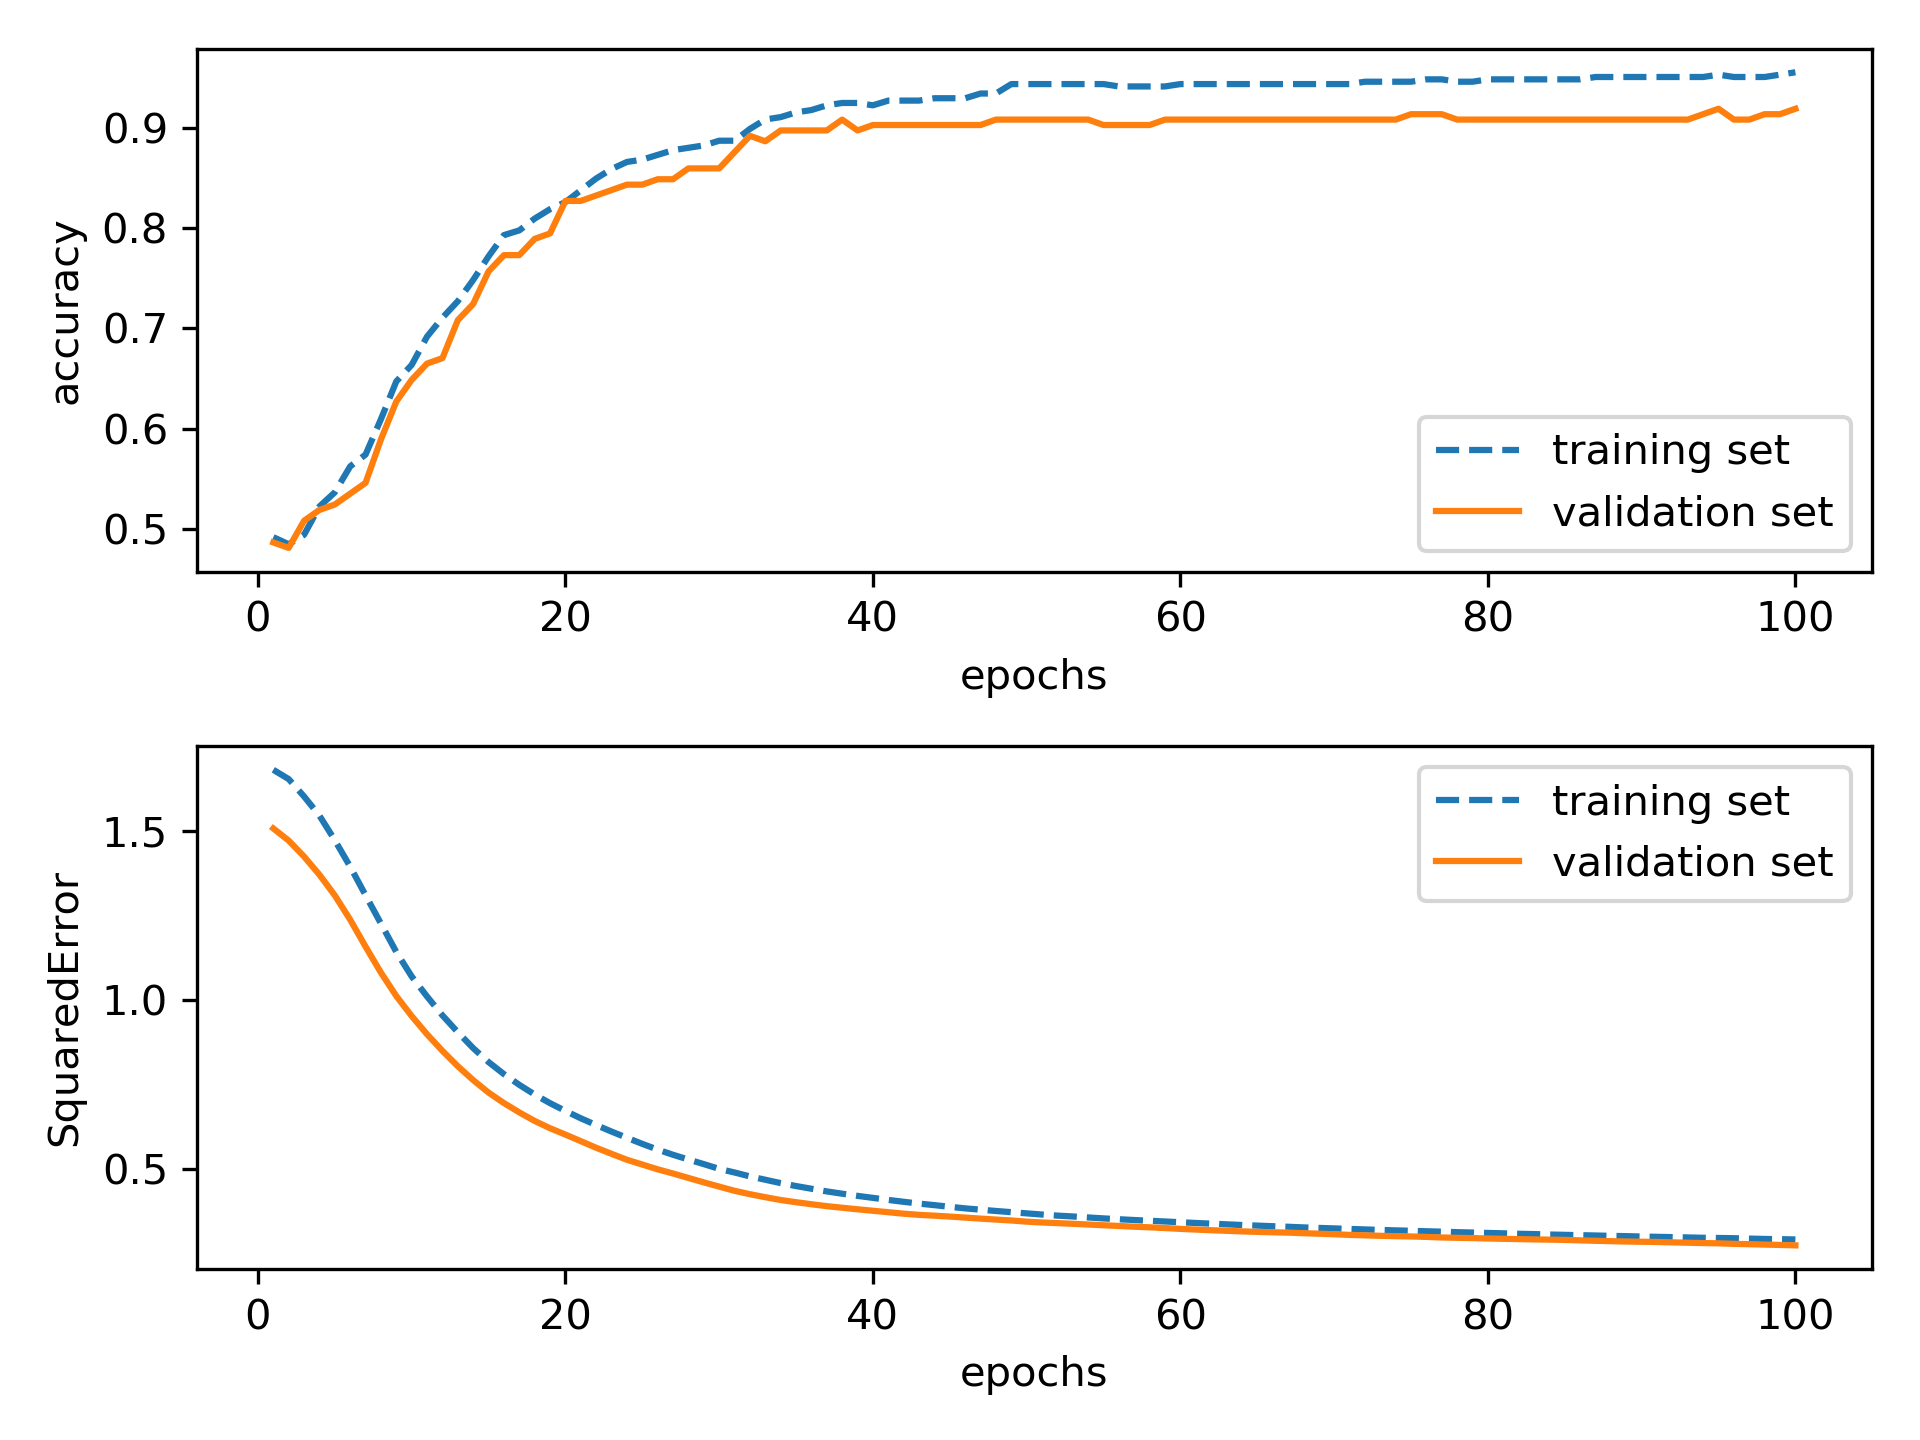 accuracy
0.9
0.8
0.7
0.6
0.5
training set
validation set
0 20 40 60 80 100
epochs
SquaredError
1.5
1.0
0.5
training set
validation set
0 20 40 60 80 100
epochs